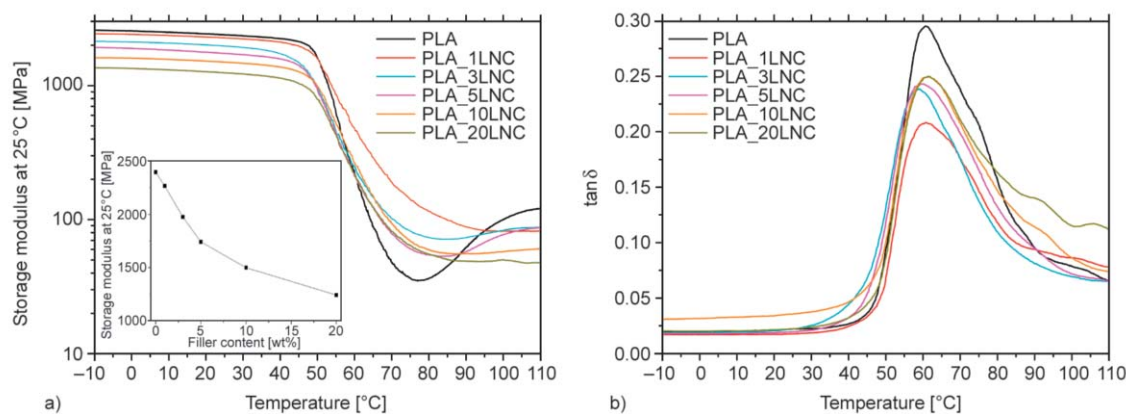 Storage modulus at 25°C [MPa]
1000
100
10
PLA
PLA_1LNC
PLA_3LNC
PLA_5LNC
PLA_10LNC
PLA_20LNC
Storage modulus at 25°C [MPa]
2500
2000
1500
1000
0 5 10 15 20
Filler content [wt%]
–10 0 10 20 30 40 50 60 70 80 90 100 110
a) Temperature [°C]
tanδ
0.30
0.25
0.20
0.15
0.10
0.05
0.00
PLA
PLA_1LNC
PLA_3LNC
PLA_5LNC
PLA_10LNC
PLA_20LNC
–10 0 10 20 30 40 50 60 70 80 90 100 110
b) Temperature [°C]